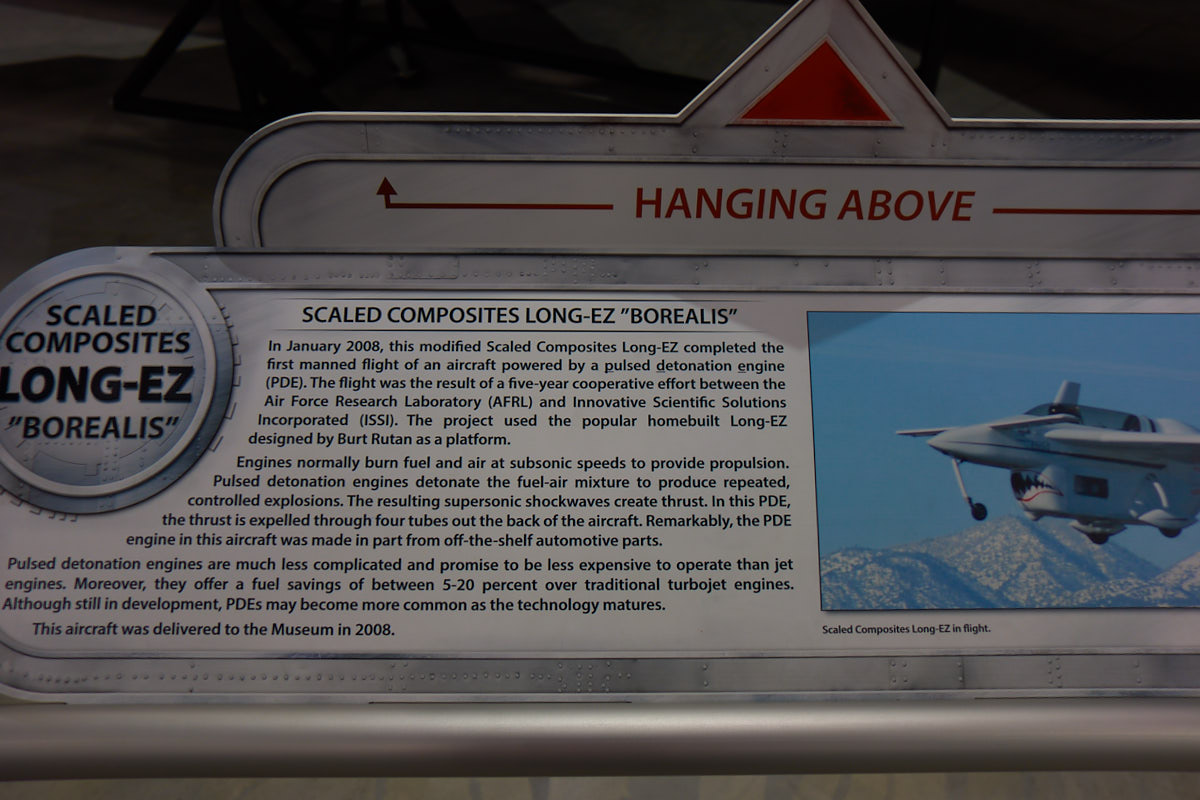 HANGING ABOVE
SCALED
COMPOSITES
LONG-EZ
"BOREALIS"
SCALED COMPOSITES LONG-EZ "BOREALIS"
In January 2008, this modified Scaled Composites Long-EZ completed the
first manned flight of an aircraft powered by a pulsed detonation engine
(PDE). The flight was the result of a five-year cooperative effort between the
Air Force Research Laboratory (AFRL) and Innovative Scientific Solutions
Incorporated (ISSI). The project used the popular homebuilt Long-EZ
designed by Burt Rutan as a platform.
Engines normally burn fuel and air at subsonic speeds to provide propulsion.
Pulsed detonation engines detonate the fuel-air mixture to produce repeated,
controlled explosions. The resulting supersonic shockwaves create thrust. In this PDE,
the thrust is expelled through four tubes out the back of the aircraft. Remarkably, the PDE
engine in this aircraft was made in part from off-the-shelf automotive parts.
Pulsed detonation engines are much less complicated and promise to be less expensive to operate than jet
engines. Moreover, they offer a fuel savings of between 5-20 percent over traditional turbojet engines.
Although still in development, PDEs may become more common as the technology matures.
This aircraft was delivered to the Museum in 2008.
Scaled Composites Long-EZ in flight.